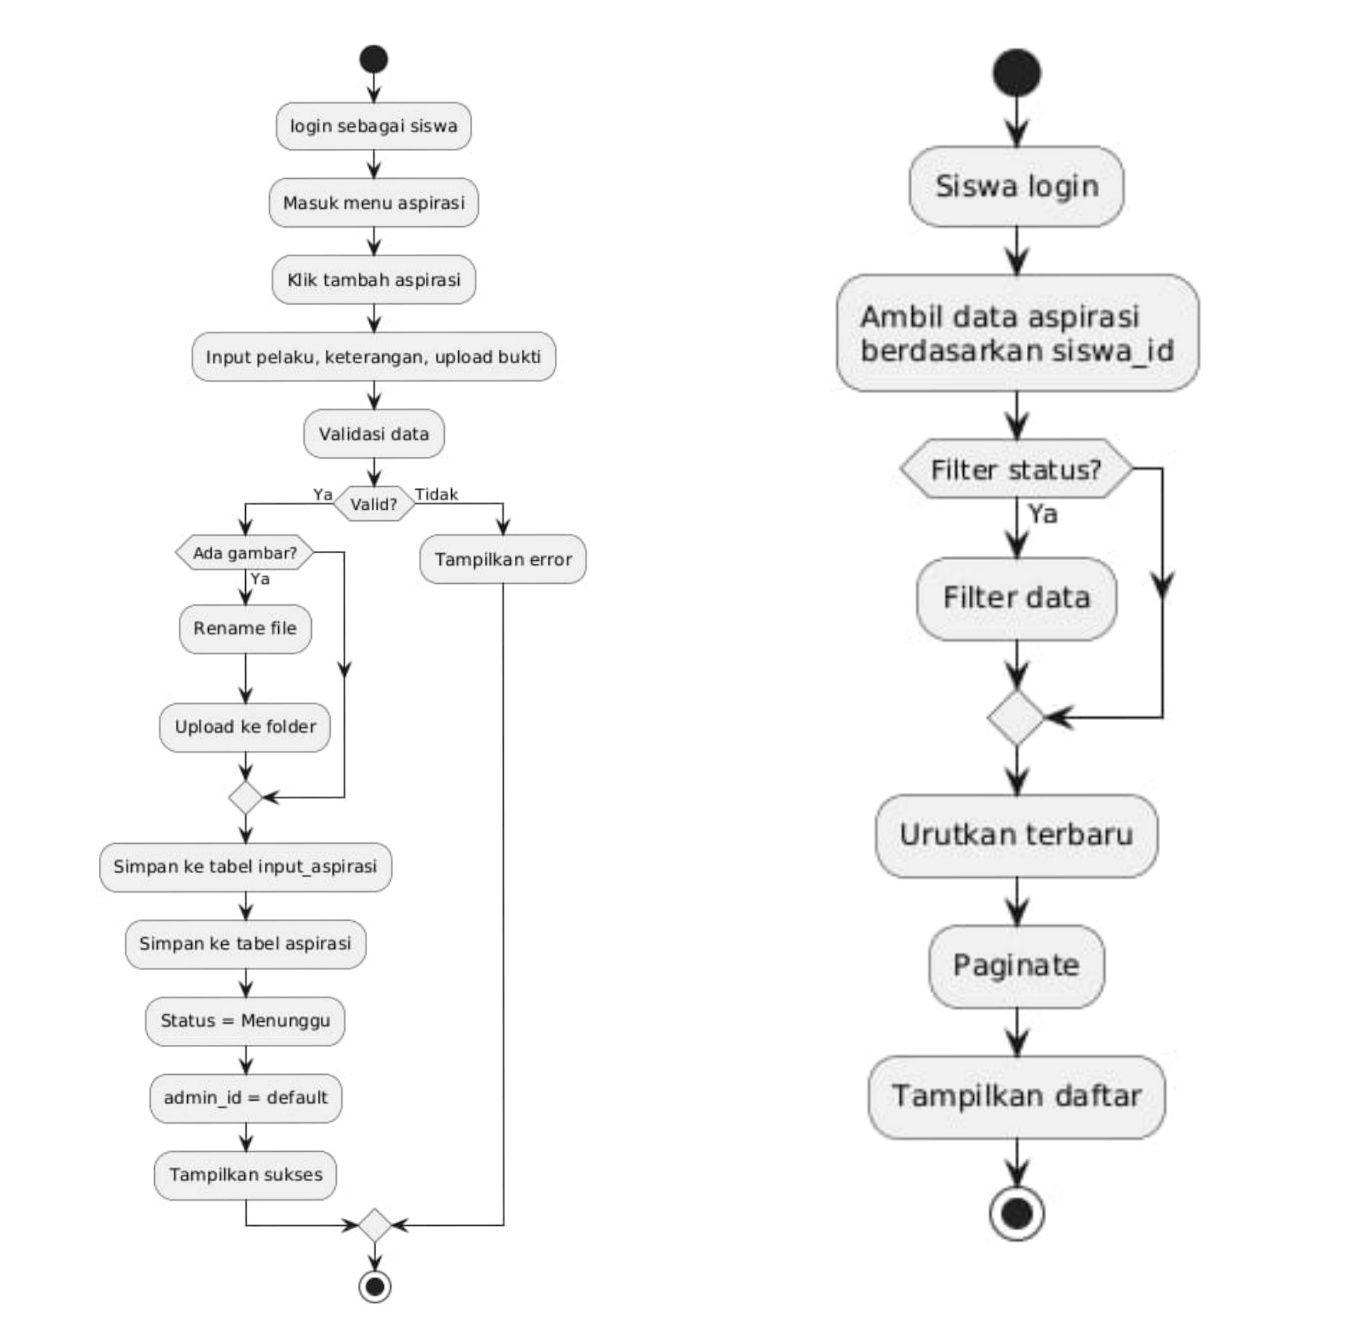 login sebagai siswa
Masuk menu aspirasi
Klik tambah aspirasi
Input pelaku, keterangan, upload bukti
Validasi data
Ya
Valid?
Tidak
Ada gambar?
Tampilkan error
Ya
Rename file
Upload ke folder
Simpan ke tabel input_aspirasi
Simpan ke tabel aspirasi
Status = Menunggu
admin_id = default
Tampilkan sukses
Siswa login
Ambil data aspirasi
berdasarkan siswa_id
Filter status?
Ya
Filter data
Urutkan terbaru
Paginate
Tampilkan daftar